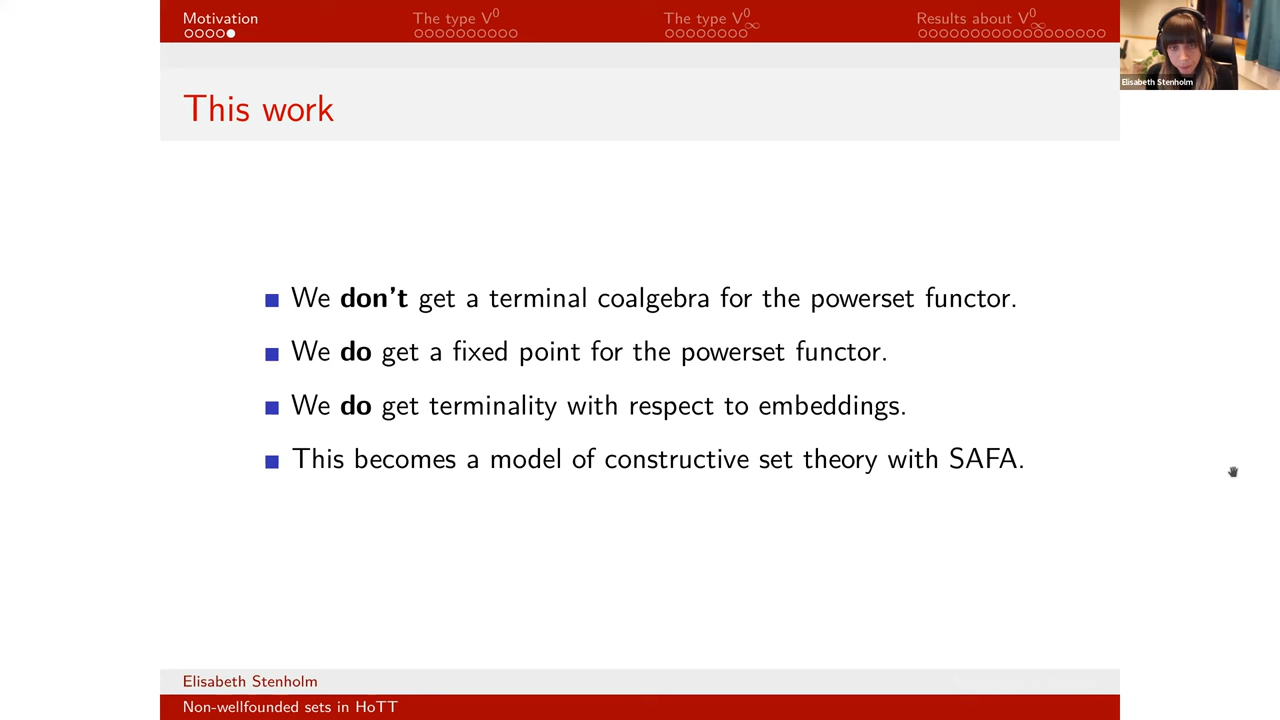 Motivation
The type V⁰
The type V⁰∞
Results about V⁰∞
Elisabeth Stenholm
This work
We don't get a terminal coalgebra for the powerset functor.
We do get a fixed point for the powerset functor.
We do get terminality with respect to embeddings.
This becomes a model of constructive set theory with SAFA.
Elisabeth Stenholm
Non-wellfounded sets in HoTT